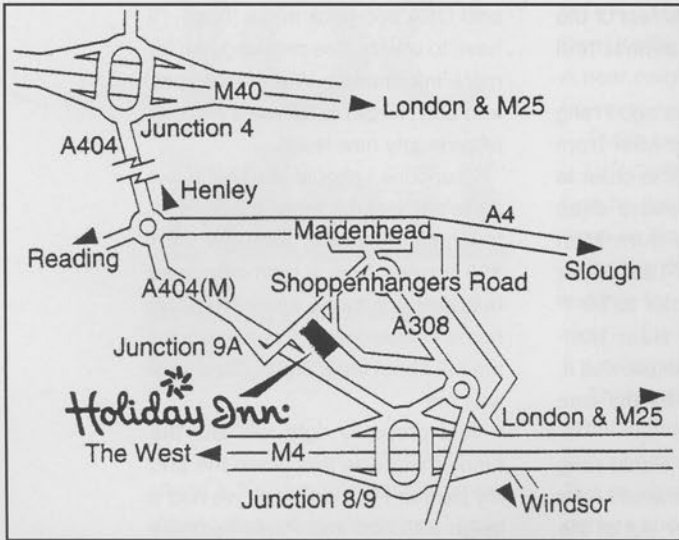 M40
London & M25
Junction 4
A404
Henley
A4
Maidenhead
Reading
Slough
A404(M)
Shoppenhangers Road
A308
Junction 9A
Holiday Inn
London & M25
The West
M4
Junction 8/9
Windsor